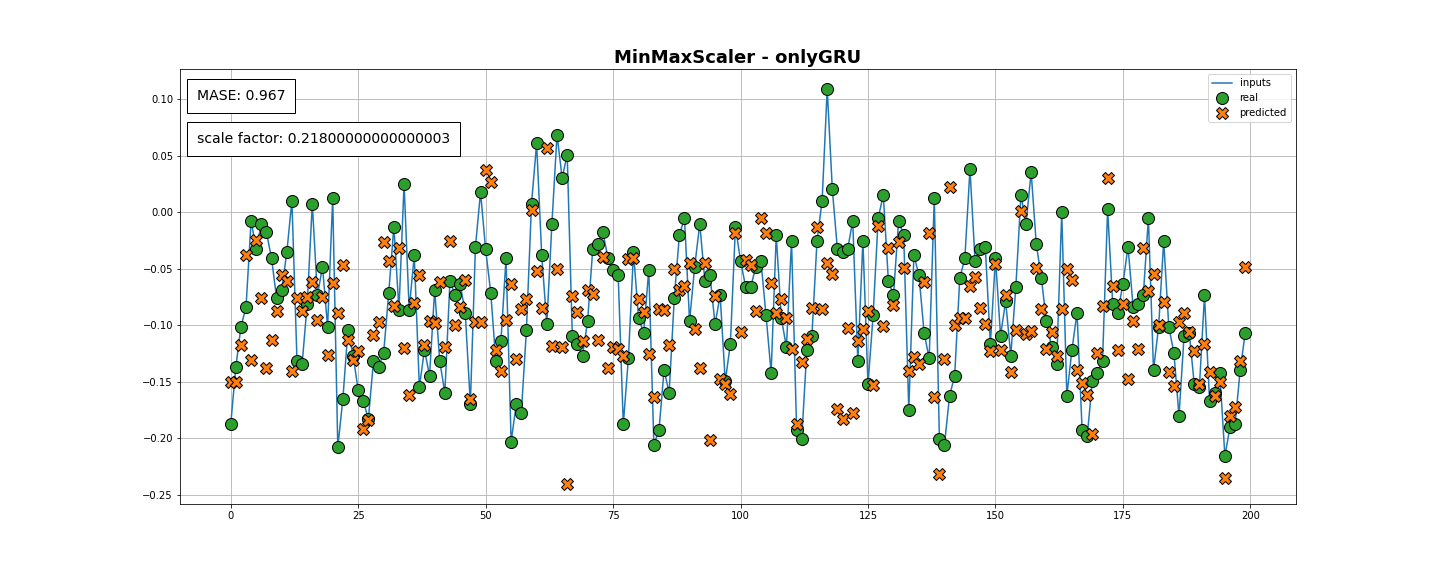 MinMaxScaler - onlyGRU
MASE: 0.967
scale factor: 0.21800000000000003
inputs
real
predicted
0.10
0.05
0.00
−0.05
−0.10
−0.15
−0.20
−0.25
0 25 50 75 100 125 150 175 200